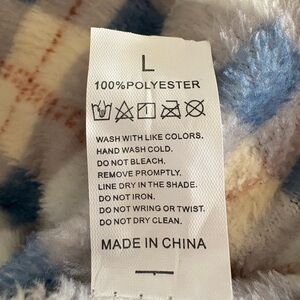 L
100%POLYESTER
WASH WITH LIKE COLORS.
HAND WASH COLD.
DO NOT BLEACH.
REMOVE PROMPTLY.
LINE DRY IN THE SHADE.
DO NOT IRON.
DO NOT WRING OR TWIST.
DO NOT DRY CLEAN.
MADE IN CHINA